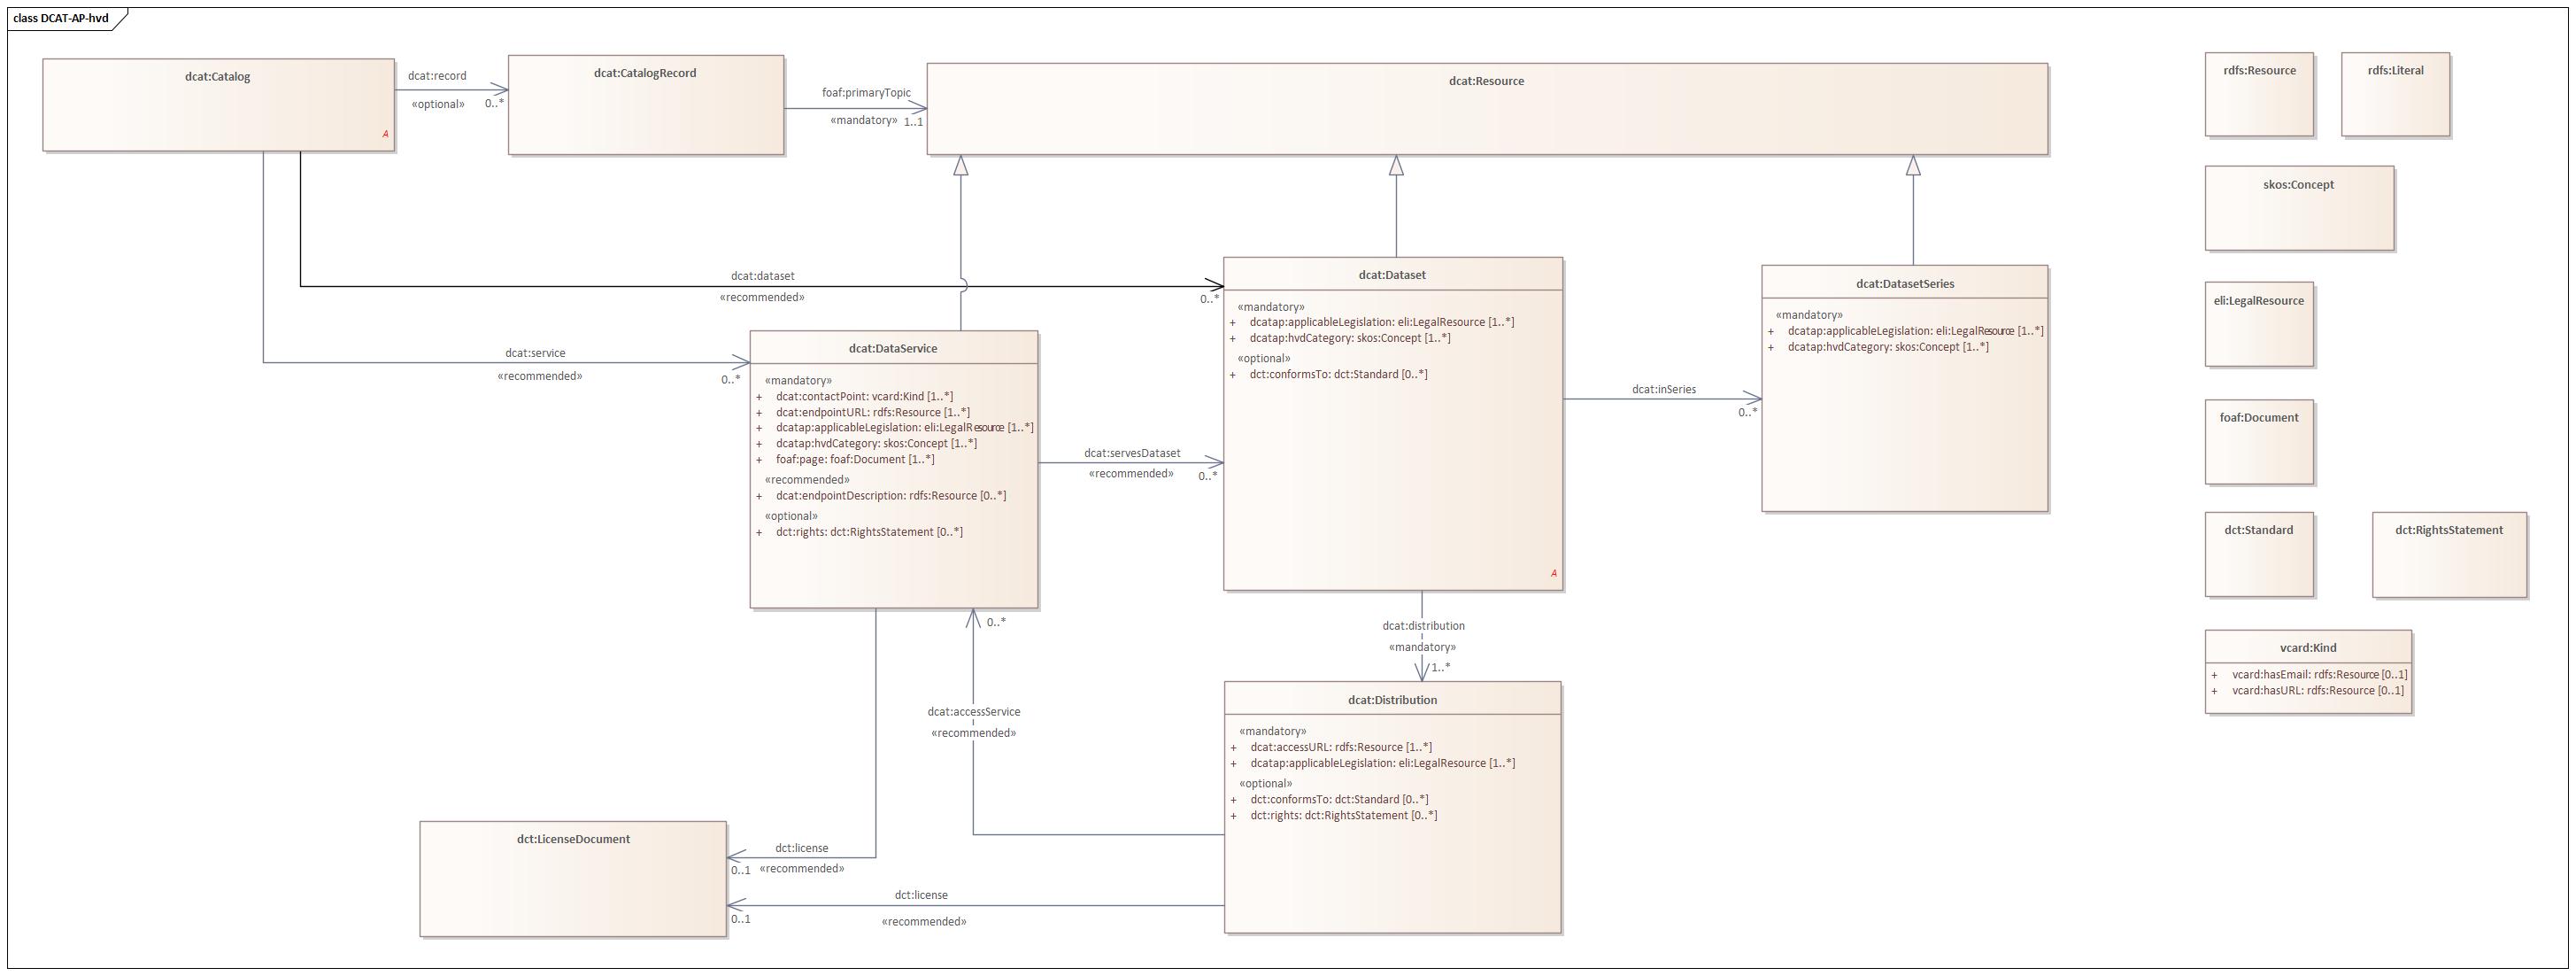 class DCAT-AP-hvd
dcat:Catalog
A
dcat:record
«optional»
0..*
dcat:CatalogRecord
foaf:primaryTopic
«mandatory»
1..1
dcat:Resource
rdfs:Resource
rdfs:Literal
skos:Concept
eli:LegalResource
foaf:Document
dct:Standard
dct:RightsStatement
vcard:Kind
+ vcard:hasEmail: rdfs:Resource [0..1]
+ vcard:hasURL: rdfs:Resource [0..1]
dcat:dataset
«recommended»
0..*
dcat:service
«recommended»
0..*
dcat:DataService
«mandatory»
+ dcat:contactPoint: vcard:Kind [1..*]
+ dcat:endpointURL: rdfs:Resource [1..*]
+ dcatap:applicableLegislation: eli:LegalResource [1..*]
+ dcatap:hvdCategory: skos:Concept [1..*]
+ foaf:page: foaf:Document [1..*]
«recommended»
+ dcat:endpointDescription: rdfs:Resource [0..*]
«optional»
+ dct:rights: dct:RightsStatement [0..*]
dcat:servesDataset
«recommended»
0..*
dcat:Dataset
«mandatory»
+ dcatap:applicableLegislation: eli:LegalResource [1..*]
+ dcatap:hvdCategory: skos:Concept [1..*]
«optional»
+ dct:conformsTo: dct:Standard [0..*]
A
dcat:inSeries
0..*
dcat:DatasetSeries
«mandatory»
+ dcatap:applicableLegislation: eli:LegalResource [1..*]
+ dcatap:hvdCategory: skos:Concept [1..*]
dcat:distribution
«mandatory»
1..*
0..*
dcat:accessService
«recommended»
dcat:Distribution
«mandatory»
+ dcat:accessURL: rdfs:Resource [1..*]
+ dcatap:applicableLegislation: eli:LegalResource [1..*]
«optional»
+ dct:conformsTo: dct:Standard [0..*]
+ dct:rights: dct:RightsStatement [0..*]
dct:LicenseDocument
dct:license
0..1
«recommended»
dct:license
0..1
«recommended»